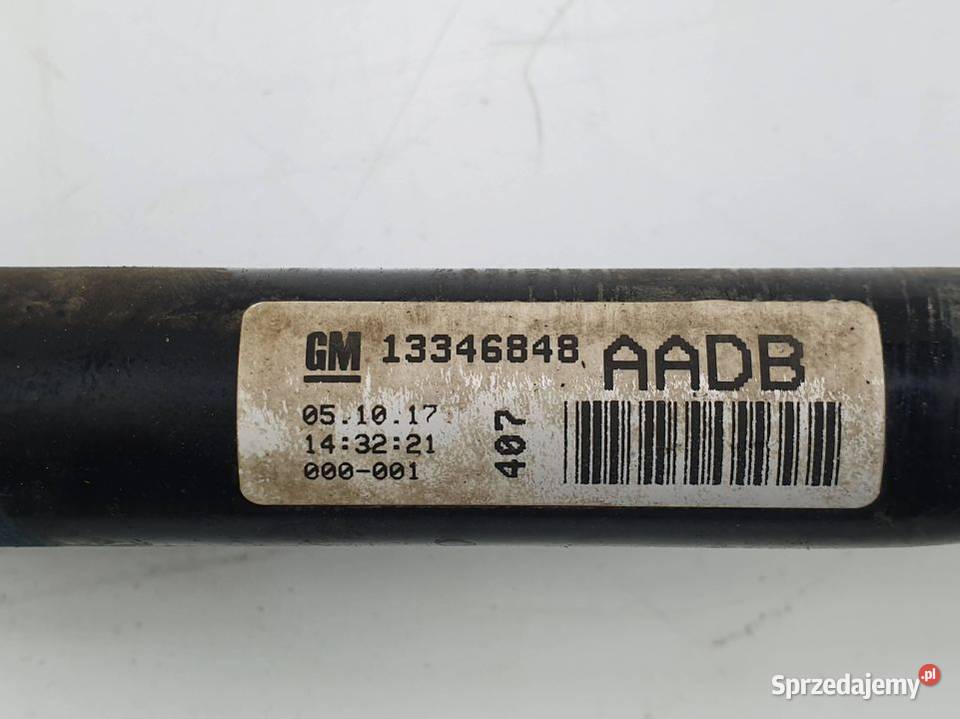 GM 13346848 AADB
05.10.17
14:32:21
000-001
407
Sprzedajemy.pl